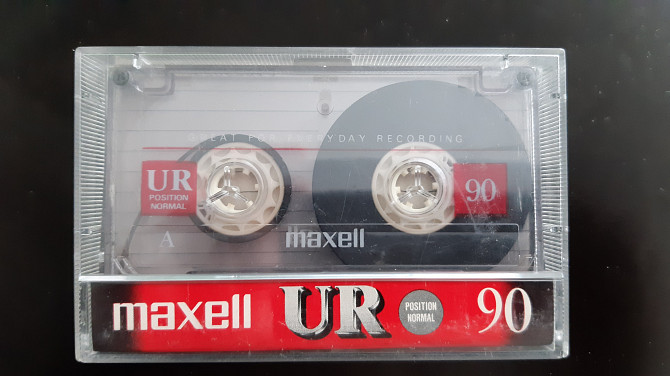 GREAT FOR EVERYDAY RECORDING
UR
POSITION
NORMAL
90
A
maxell
maxell UR POSITION NORMAL 90